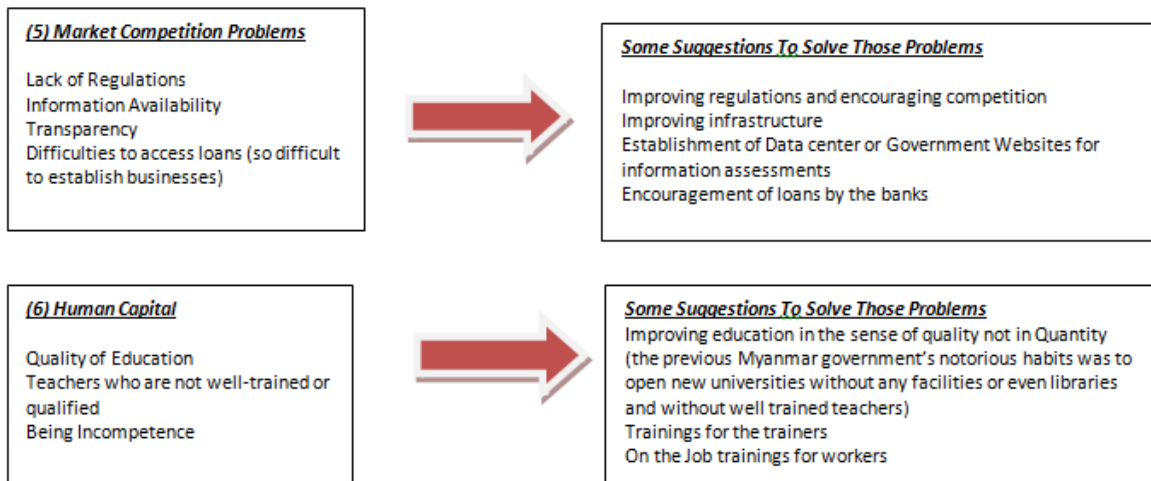 (5) Market Competition Problems
Lack of Regulations
Information Availability
Transparency
Difficulties to access loans (so difficult
to establish businesses)
Some Suggestions To Solve Those Problems
Improving regulations and encouraging competition
Improving infrastructure
Establishment of Data center or Government Websites for
information assessments
Encouragement of loans by the banks
(6) Human Capital
Quality of Education
Teachers who are not well-trained or
qualified
Being Incompetence
Some Suggestions To Solve Those Problems
Improving education in the sense of quality not in Quantity
(the previous Myanmar government's notorious habits was to
open new universities without any facilities or even libraries
and without well trained teachers)
Trainings for the trainers
On the Job trainings for workers